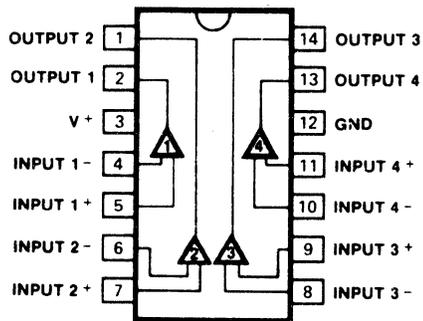 OUTPUT 2 1 14 OUTPUT 3
OUTPUT 1 2 13 OUTPUT 4
V+ 3 12 GND
1 4
INPUT 1- 4 11 INPUT 4+
INPUT 1+ 5 10 INPUT 4-
INPUT 2- 6 9 INPUT 3+
2 3
INPUT 2+ 7 8 INPUT 3-